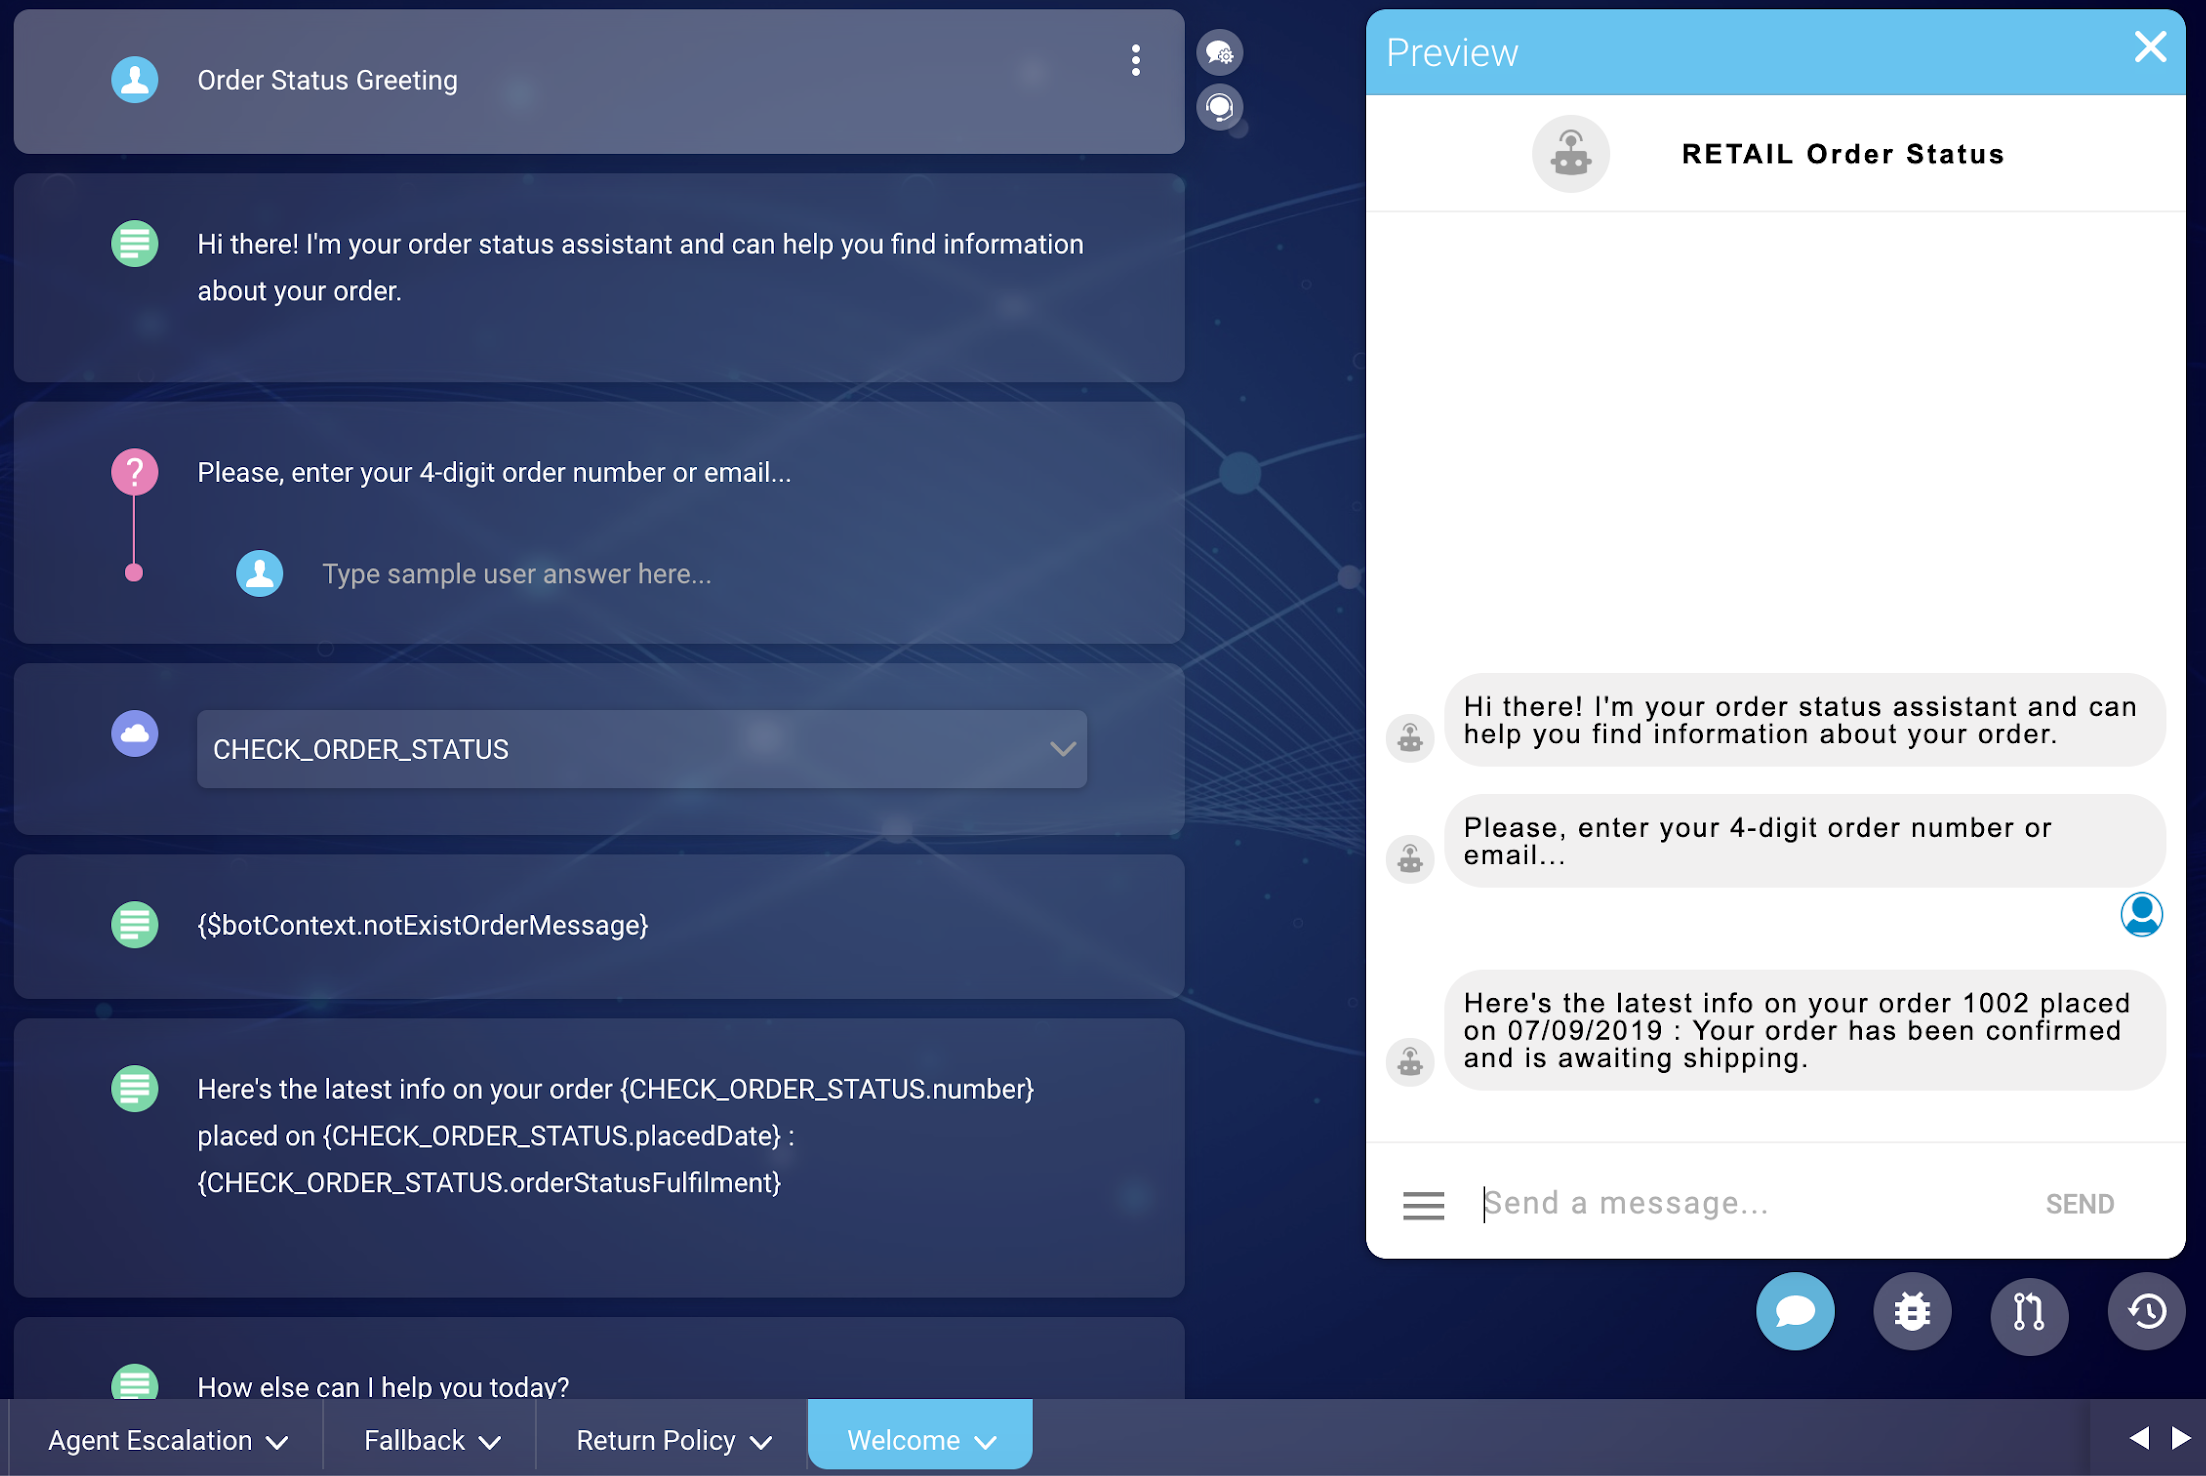 Order Status Greeting
Hi there! I'm your order status assistant and can help you find information
about your order.
?
Please, enter your 4-digit order number or email...
Type sample user answer here...
CHECK_ORDER_STATUS
{$botContext.notExistOrderMessage}
Here's the latest info on your order {CHECK_ORDER_STATUS.number}
placed on {CHECK_ORDER_STATUS.placedDate} :
{CHECK_ORDER_STATUS.orderStatusFulfilment}
How else can I help you today?
Agent Escalation
Fallback
Return Policy
Welcome
Preview
RETAIL Order Status
Hi there! I'm your order status assistant and can
help you find information about your order.
Please, enter your 4-digit order number or
email...
Here's the latest info on your order 1002 placed
on 07/09/2019 : Your order has been confirmed
and is awaiting shipping.
Send a message...
SEND